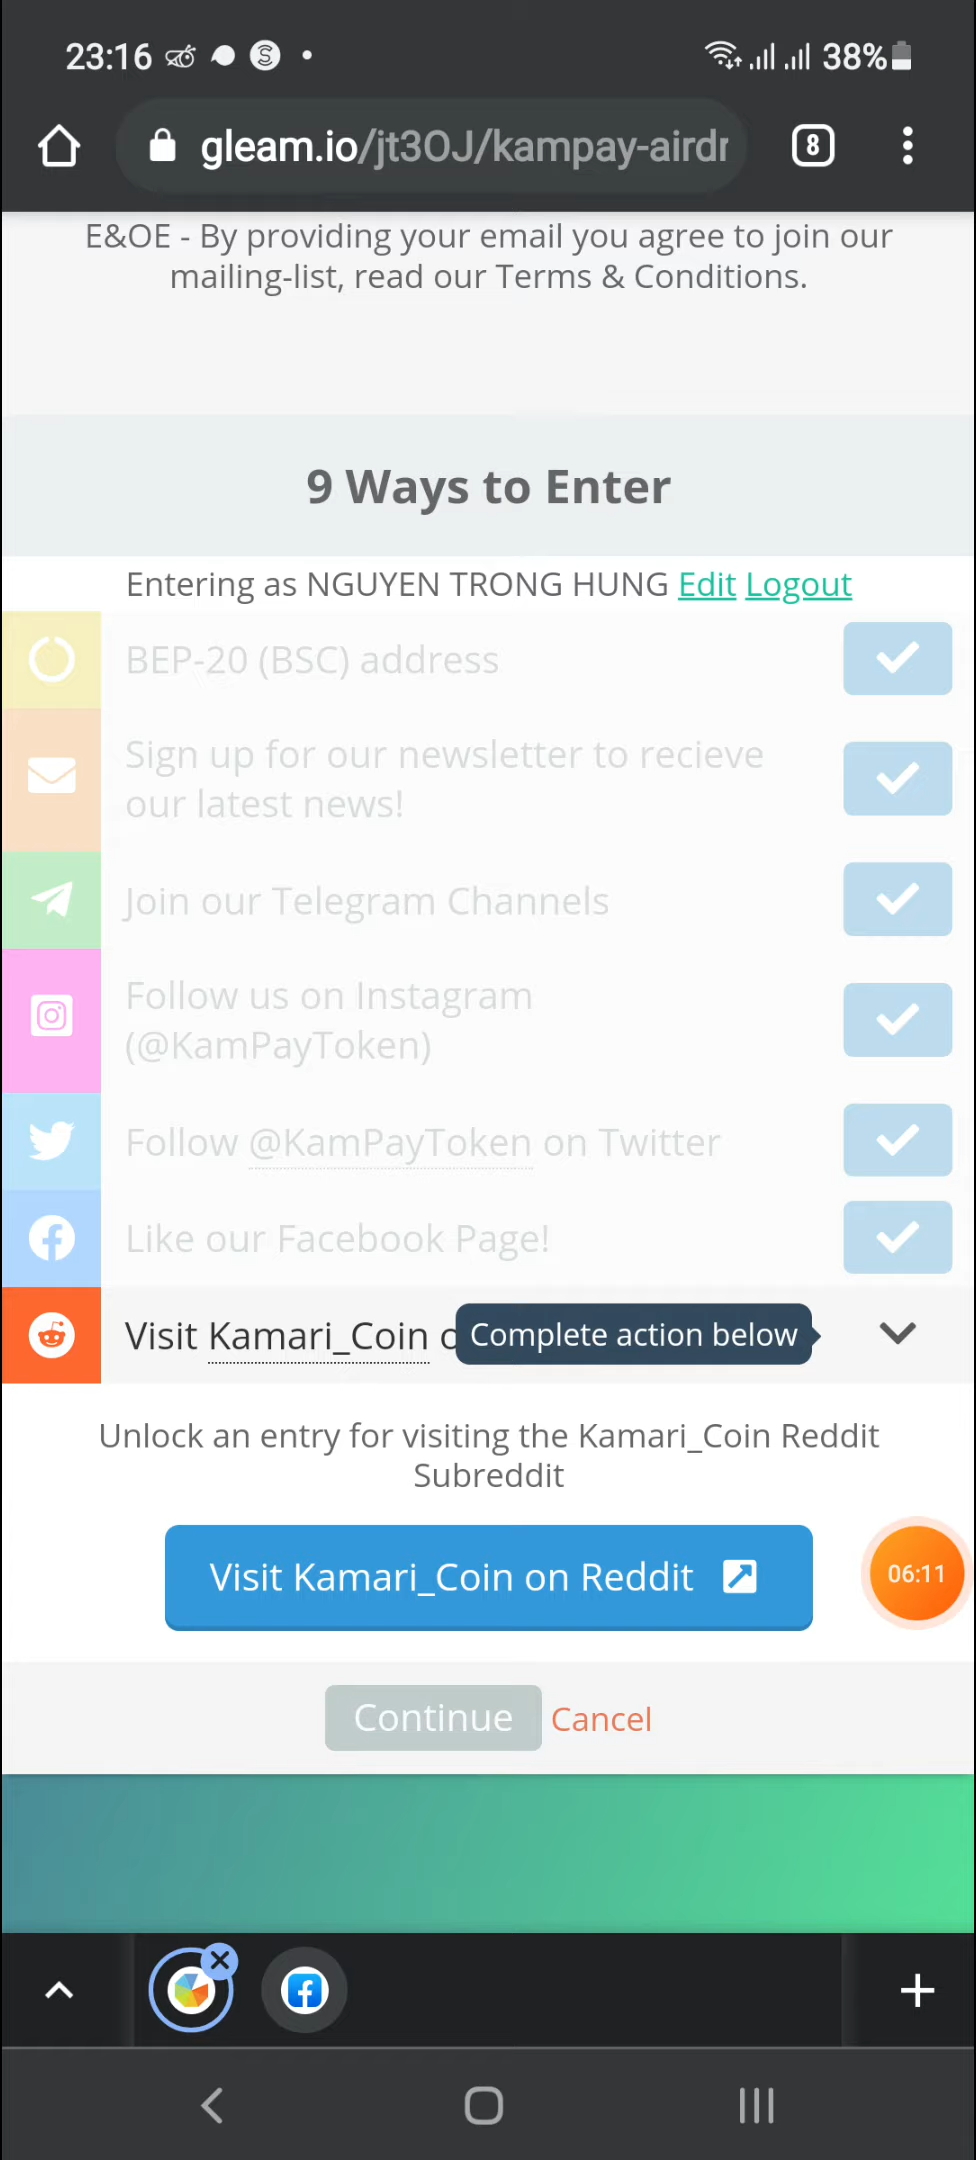 23:16
38%
gleam.io/jt3OJ/kampay-airdr
8
E&OE - By providing your email you agree to join our
mailing-list, read our Terms & Conditions.
9 Ways to Enter
Entering as NGUYEN TRONG HUNG Edit Logout
BEP-20 (BSC) address
Sign up for our newsletter to recieve
our latest news!
Join our Telegram Channels
Follow us on Instagram
(@KamPayToken)
Follow @KamPayToken on Twitter
Like our Facebook Page!
Visit Kamari_Coin
Complete action below
Unlock an entry for visiting the Kamari_Coin Reddit
Subreddit
Visit Kamari_Coin on Reddit
06:11
Continue Cancel